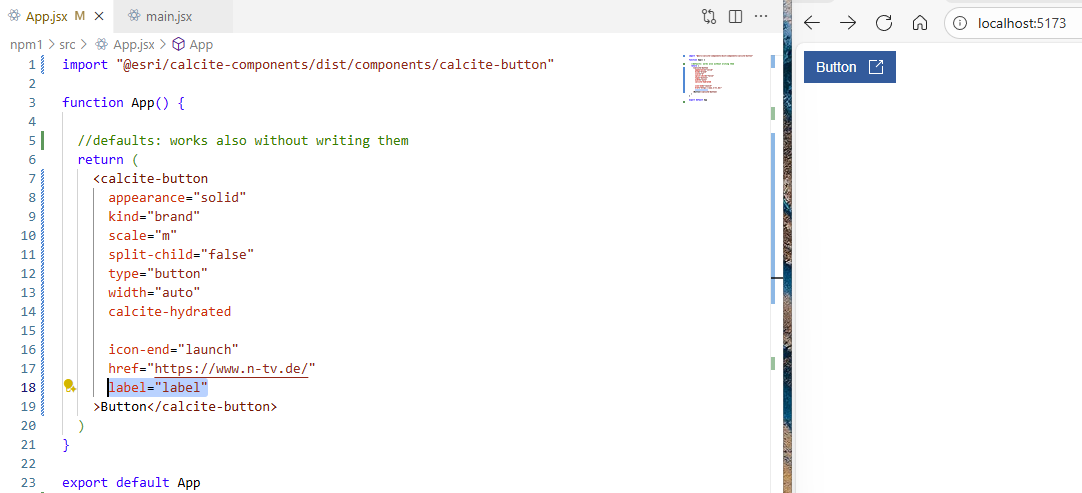 App.jsx M
main.jsx
localhost:5173
npm1 > src > App.jsx > App
Button
1 import "@esri/calcite-components/dist/components/calcite-button"
2
3 function App() {
4
5 //defaults: works also without writing them
6 return (
7 <calcite-button
8 appearance="solid"
9 kind="brand"
10 scale="m"
11 split-child="false"
12 type="button"
13 width="auto"
14 calcite-hydrated
15
16 icon-end="launch"
17 href="https://www.n-tv.de/"
18 label="label"
19 >Button</calcite-button>
20 )
21 }
22
23 export default App